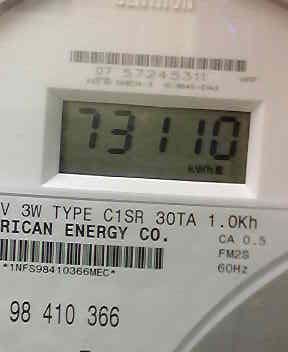 07 57245311
73110
KWH
V 3W TYPE C1SR 30TA 1.0Kh
RICAN ENERGY CO.
CA 0.5
FM2S
60Hz
*1NFS98410366MEC*
98 410 366